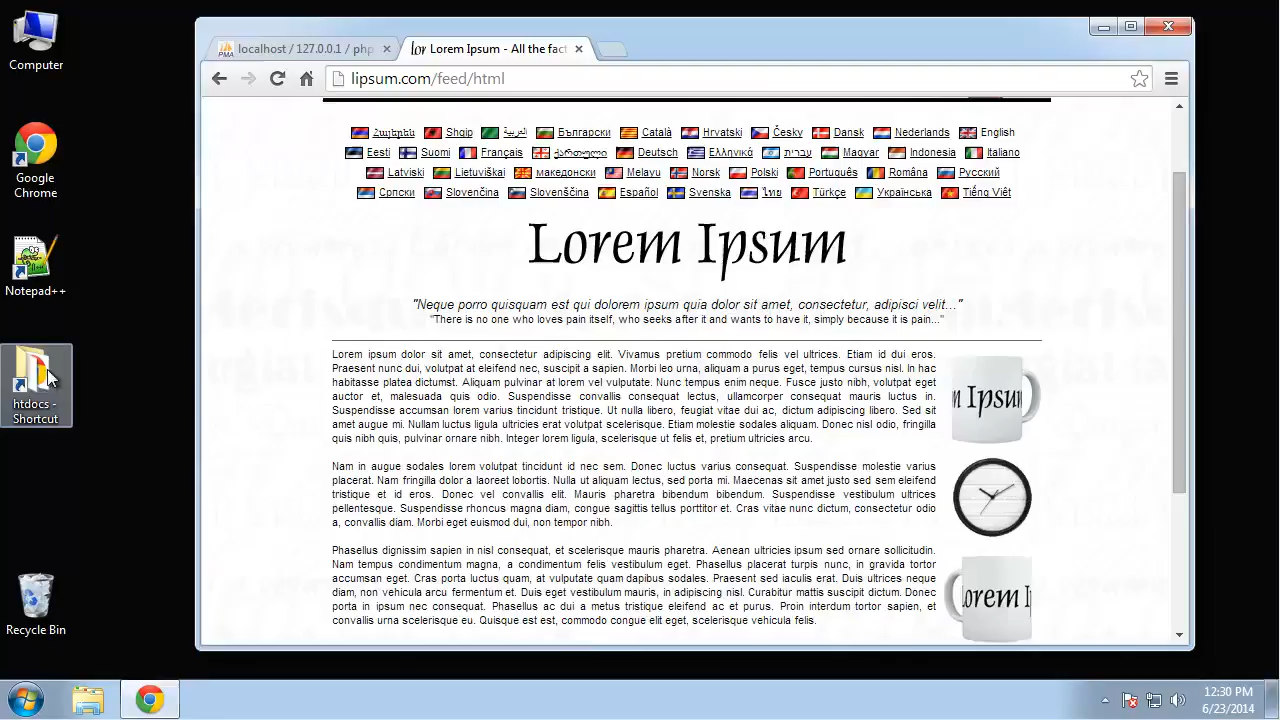 Computer
Google
Chrome
Notepad++
htdocs -
Shortcut
Recycle Bin
localhost / 127.0.0.1 / php
Lorem Ipsum - All the fact
lipsum.com/feed/html
Հայերեն Shqip العربية Български Català Hrvatski Česky Dansk Nederlands English
Eesti Suomi Français ქართული Deutsch Ελληνικά עברית Magyar Indonesia Italiano
Latviski Lietuviškai македонски Melayu Norsk Polski Português Româna Русский
Српски Slovenčina Slovenščina Español Svenska ไทย Türkçe Українська Tiếng Việt
Lorem Ipsum
"Neque porro quisquam est qui dolorem ipsum quia dolor sit amet, consectetur, adipisci velit..."
"There is no one who loves pain itself, who seeks after it and wants to have it, simply because it is pain..."
Lorem ipsum dolor sit amet, consectetur adipiscing elit. Vivamus pretium commodo felis vel ultrices. Etiam id dui eros.
Praesent nunc dui, volutpat at eleifend nec, suscipit a sapien. Morbi leo urna, aliquam a purus eget, tempus cursus nisl. In hac
habitasse platea dictumst. Aliquam pulvinar at lorem vel vulputate. Nunc tempus enim neque. Fusce justo nibh, volutpat eget
auctor et, malesuada quis odio. Suspendisse convallis consequat lectus, ullamcorper consequat mauris luctus in.
Suspendisse accumsan lorem varius tincidunt tristique. Ut nulla libero, feugiat vitae dui ac, dictum adipiscing libero. Sed sit
amet augue mi. Nullam luctus ligula ultricies erat volutpat scelerisque. Etiam molestie sodales aliquam. Donec nisl odio, fringilla
quis nibh quis, pulvinar ornare nibh. Integer lorem ligula, scelerisque ut felis et, pretium ultricies arcu.
Nam in augue sodales lorem volutpat tincidunt id nec sem. Donec luctus varius consequat. Suspendisse molestie varius
placerat. Nam fringilla dolor a laoreet lobortis. Nulla ut aliquam lectus, sed porta mi. Maecenas sit amet justo sed sem eleifend
tristique et id eros. Donec vel convallis elit. Mauris pharetra bibendum bibendum. Suspendisse vestibulum ultrices
pellentesque. Suspendisse rhoncus magna diam, congue sagittis tellus porttitor et. Cras vitae nunc dictum, consectetur odio
a, convallis diam. Morbi eget euismod dui, non tempor nibh.
Phasellus dignissim sapien in nisl consequat, et scelerisque mauris pharetra. Aenean ultricies ipsum sed ornare sollicitudin.
Nam tempus condimentum magna, a condimentum felis vestibulum eget. Phasellus placerat turpis nunc, in gravida tortor
accumsan eget. Cras porta luctus quam, at vulputate quam dapibus sodales. Praesent sed iaculis erat. Duis ultrices neque
diam, non vehicula arcu fermentum et. Duis eget vestibulum mauris, in adipiscing nisl. Curabitur mattis suscipit dictum. Donec
porta in ipsum nec consequat. Phasellus ac dui a metus tristique eleifend ac et purus. Proin interdum tortor sapien, et
convallis urna scelerisque eu. Quisque est est, commodo congue elit eget, scelerisque vehicula felis.
m Ipsum
Lorem I
12:30 PM
6/23/2014